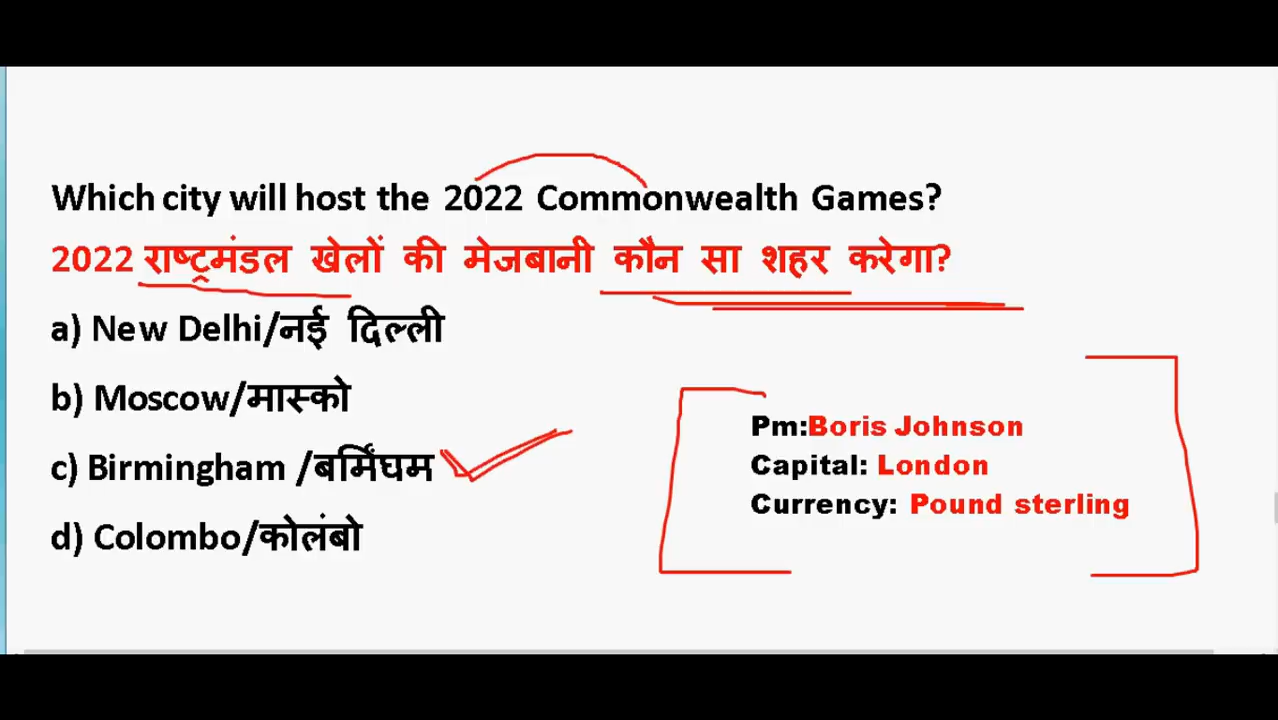 Which city will host the 2022 Commonwealth Games?
2022 राष्ट्रमंडल खेलों की मेजबानी कौन सा शहर करेगा?
a) New Delhi/नई दिल्ली
b) Moscow/मास्को
c) Birmingham /बर्मिंघम
d) Colombo/कोलंबो
Pm:Boris Johnson
Capital: London
Currency: Pound sterling